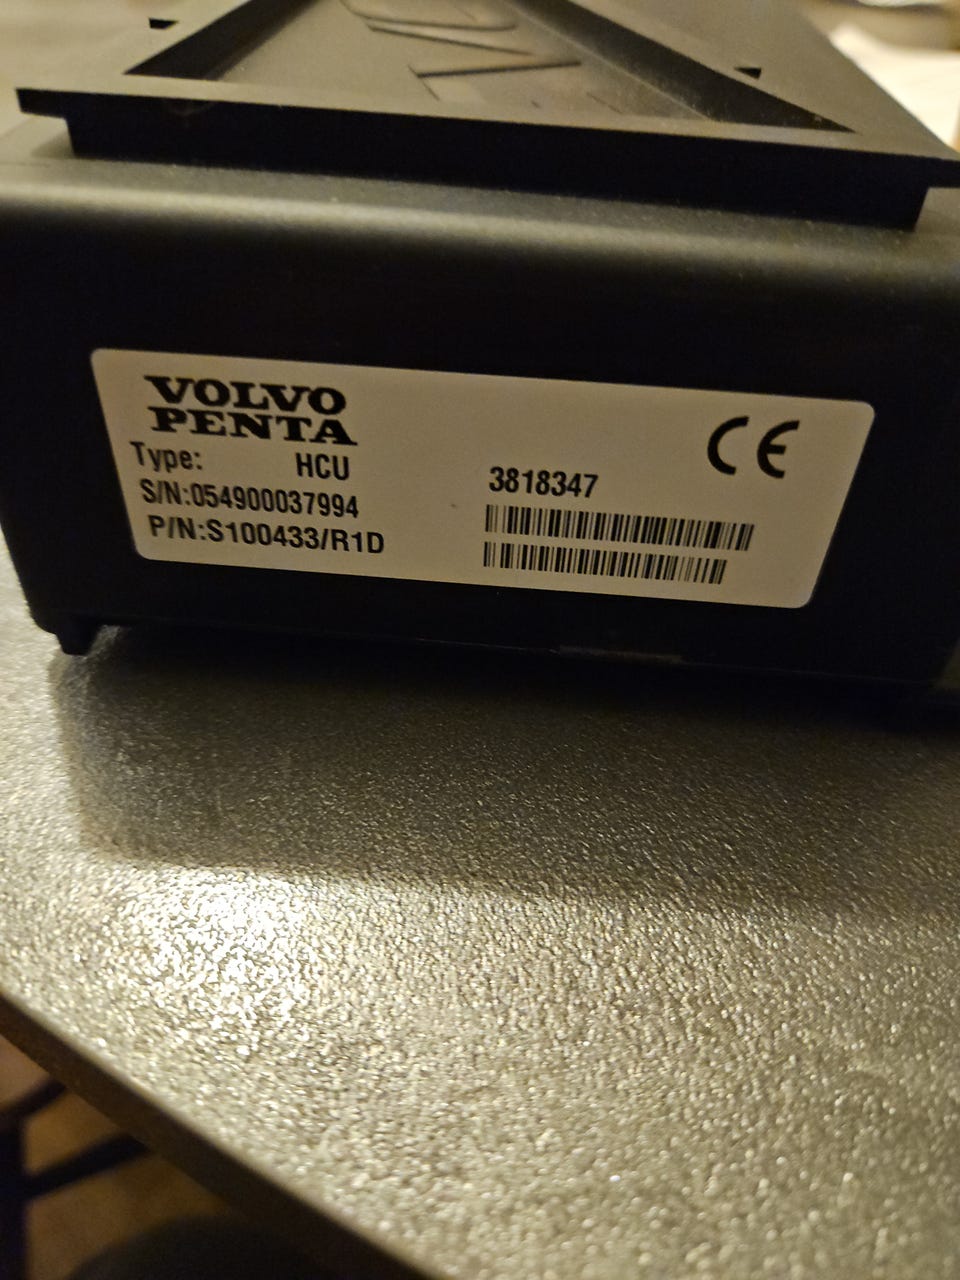 VOLVO
PENTA
Type: HCU
S/N:054900037994
P/N:S100433/R1D
3818347
CE